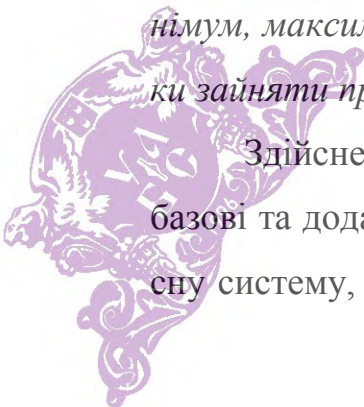 німум, максим
ки зайняти пр
Здійсне
базові та дода
сну систему,